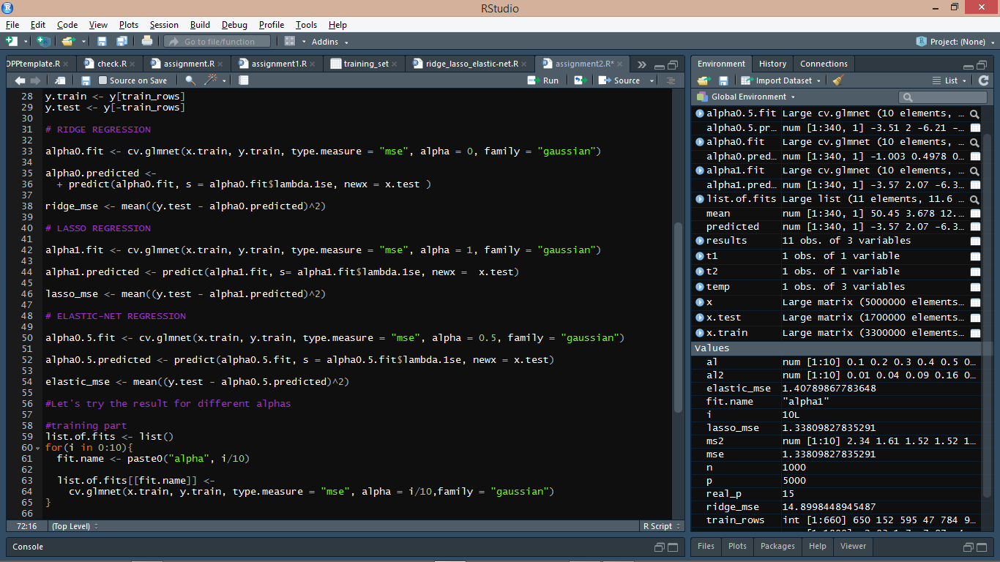 RStudio
File Edit Code View Plots Session Build Debug Profile Tools Help
Go to file/function Addins Project: (None)
OPPtemplate.R check.R assignment.R assignment1.R training_set ridge_lasso_elastic-net.R assignment2.R*
Source on Save Run Source
28 y.train <- y[train_rows]
29 y.test <- y[-train_rows]
30
31 # RIDGE REGRESSION
32
33 alpha0.fit <- cv.glmnet(x.train, y.train, type.measure = "mse", alpha = 0, family = "gaussian")
34
35 alpha0.predicted <-
36 + predict(alpha0.fit, s = alpha0.fit$lambda.1se, newx = x.test )
37
38 ridge_mse <- mean((y.test - alpha0.predicted)^2)
39
40 # LASSO REGRESSION
41
42 alpha1.fit <- cv.glmnet(x.train, y.train, type.measure = "mse", alpha = 1, family = "gaussian")
43
44 alpha1.predicted <- predict(alpha1.fit, s= alpha1.fit$lambda.1se, newx =  x.test)
45
46 lasso_mse <- mean((y.test - alpha1.predicted)^2)
47
48 # ELASTIC-NET REGRESSION
49
50 alpha0.5.fit <- cv.glmnet(x.train, y.train, type.measure = "mse", alpha = 0.5, family = "gaussian")
51
52 alpha0.5.predicted <- predict(alpha0.5.fit, s = alpha0.5.fit$lambda.1se, newx = x.test)
53
54 elastic_mse <- mean((y.test - alpha0.5.predicted)^2)
55
56 #Let's try the result for different alphas
57
58 #training part
59 list.of.fits <- list()
60 for(i in 0:10){
61 fit.name <- paste0("alpha", i/10)
62
63 list.of.fits[[fit.name]] <-
64 cv.glmnet(x.train, y.train, type.measure = "mse", alpha = i/10,family = "gaussian")
65 }
66
72:16 (Top Level) R Script
Console
Environment History Connections
Import Dataset List
Global Environment
alpha0.5.fit Large cv.glmnet (10 elements, …
alpha0.5.pr… num [1:340, 1] -3.51 2 -6.21 -…
alpha0.fit Large cv.glmnet (10 elements, …
alpha0.pred… num [1:340, 1] -1.003 0.4978 0…
alpha1.fit Large cv.glmnet (10 elements, …
alpha1.pred… num [1:340, 1] -3.57 2.07 -6.3…
list.of.fits Large list (11 elements, 11.6 …
mean num [1:340, 1] 50.45 3.678 12.…
predicted num [1:340, 1] -3.57 2.07 -6.3…
results 11 obs. of 3 variables
t1 1 obs. of 1 variable
t2 1 obs. of 1 variable
temp 1 obs. of 3 variables
x Large matrix (5000000 elements…
x.test Large matrix (1700000 elements…
x.train Large matrix (3300000 elements…
Values
al num [1:10] 0.1 0.2 0.3 0.4 0.5 0…
al2 num [1:10] 0.01 0.04 0.09 0.16 0…
elastic_mse 1.40789867783648
fit.name "alpha1"
i 10L
lasso_mse 1.33809827835291
ms2 num [1:10] 2.34 1.61 1.52 1.52 1…
mse 1.33809827835291
n 1000
p 5000
real_p 15
ridge_mse 14.8998448945487
train_rows int [1:660] 650 152 595 47 784 9…
Files Plots Packages Help Viewer